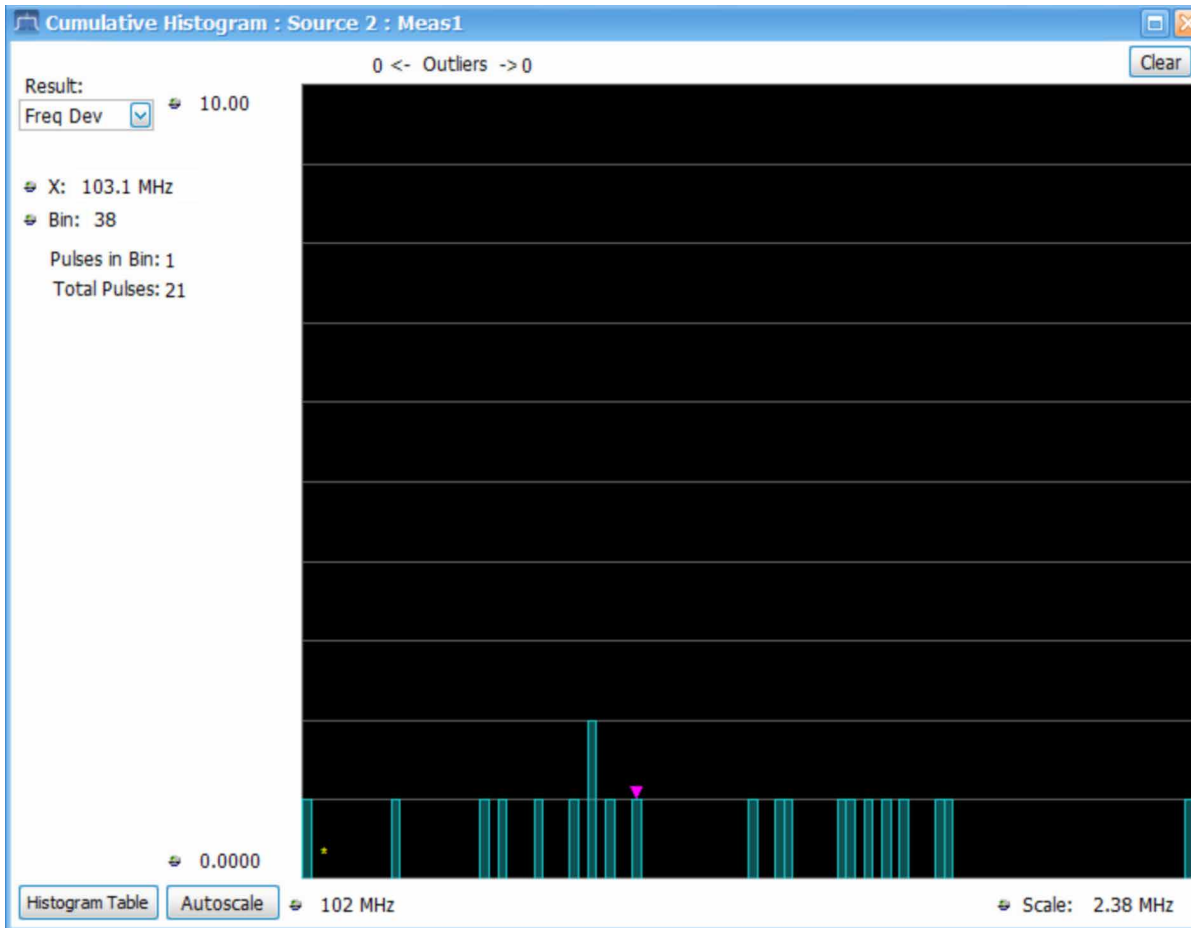 Cumulative Histogram : Source 2 : Meas1
0 <- Outliers -> 0
Clear
Result:
Freq Dev
10.00
X: 103.1 MHz
Bin: 38
Pulses in Bin: 1
Total Pulses: 21
*
0.0000
Histogram Table
Autoscale
102 MHz
Scale: 2.38 MHz